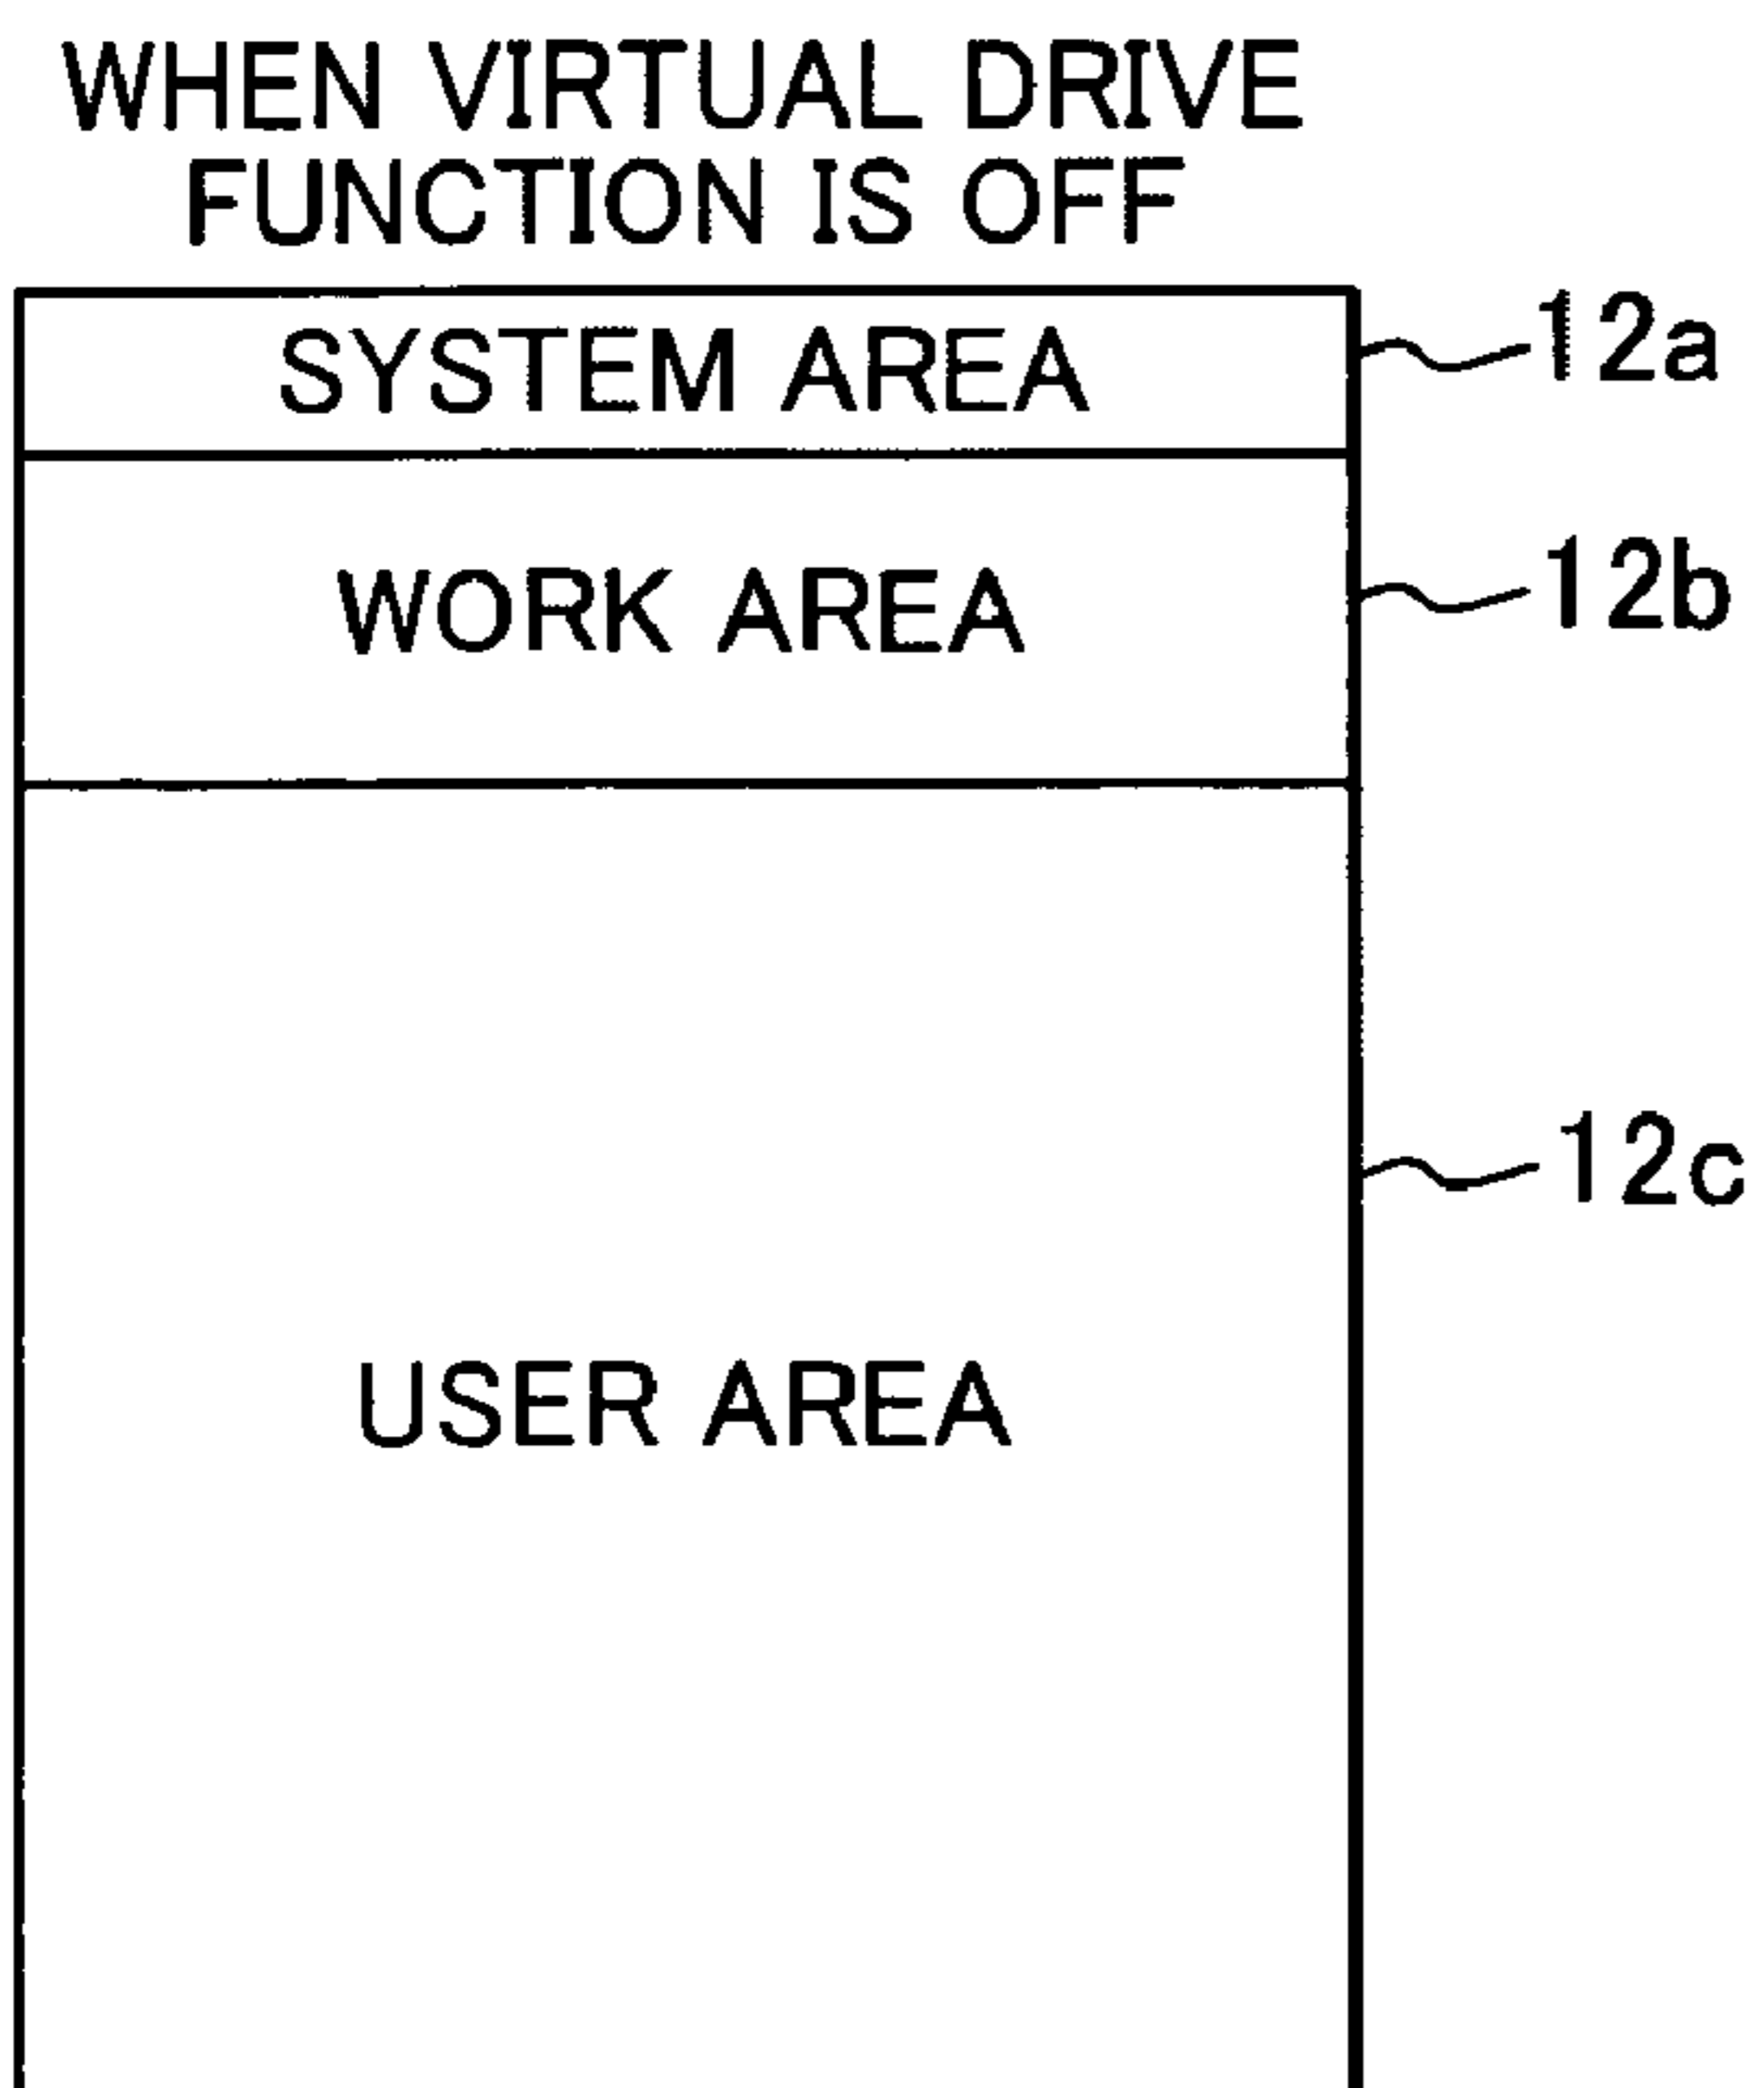 WHEN VIRTUAL DRIVE
FUNCTION IS OFF
SYSTEM AREA
12a
WORK AREA
12b
12c
USER AREA